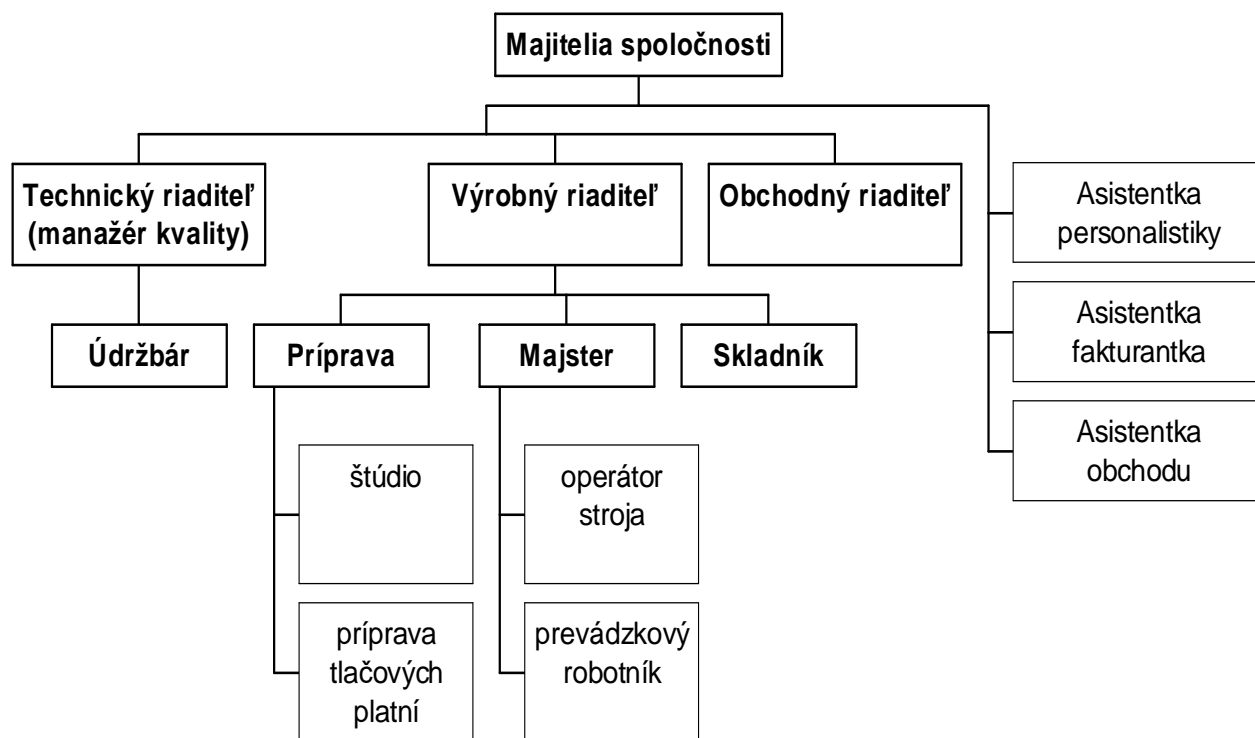 Majitelia spoločnosti
Technický riaditeľ
(manažér kvality)
Výrobný riaditeľ
Obchodný riaditeľ
Asistentka
personalistiky
Asistentka
fakturantka
Asistentka
obchodu
Údržbár
Príprava
Majster
Skladník
štúdio
operátor
stroja
príprava
tlačových
platní
prevádzkový
robotník